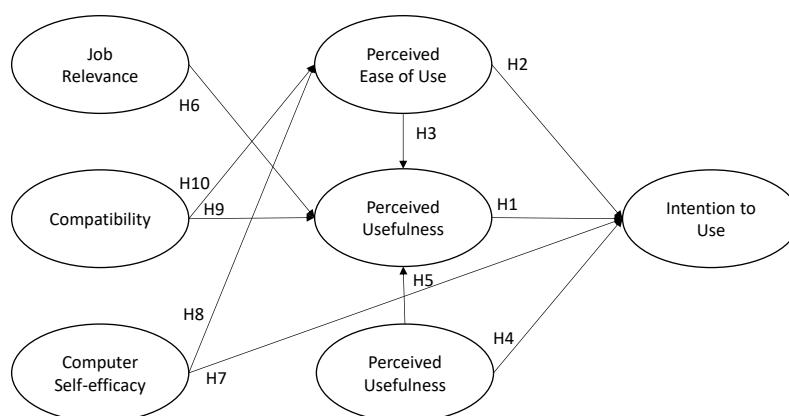 Job
Relevance
Perceived
Ease of Use
H2
H6
H3
H10
H9
Compatibility
Perceived
Usefulness
H1
Intention to
Use
H5
H8
H4
Computer
Self-efficacy
H7
Perceived
Usefulness